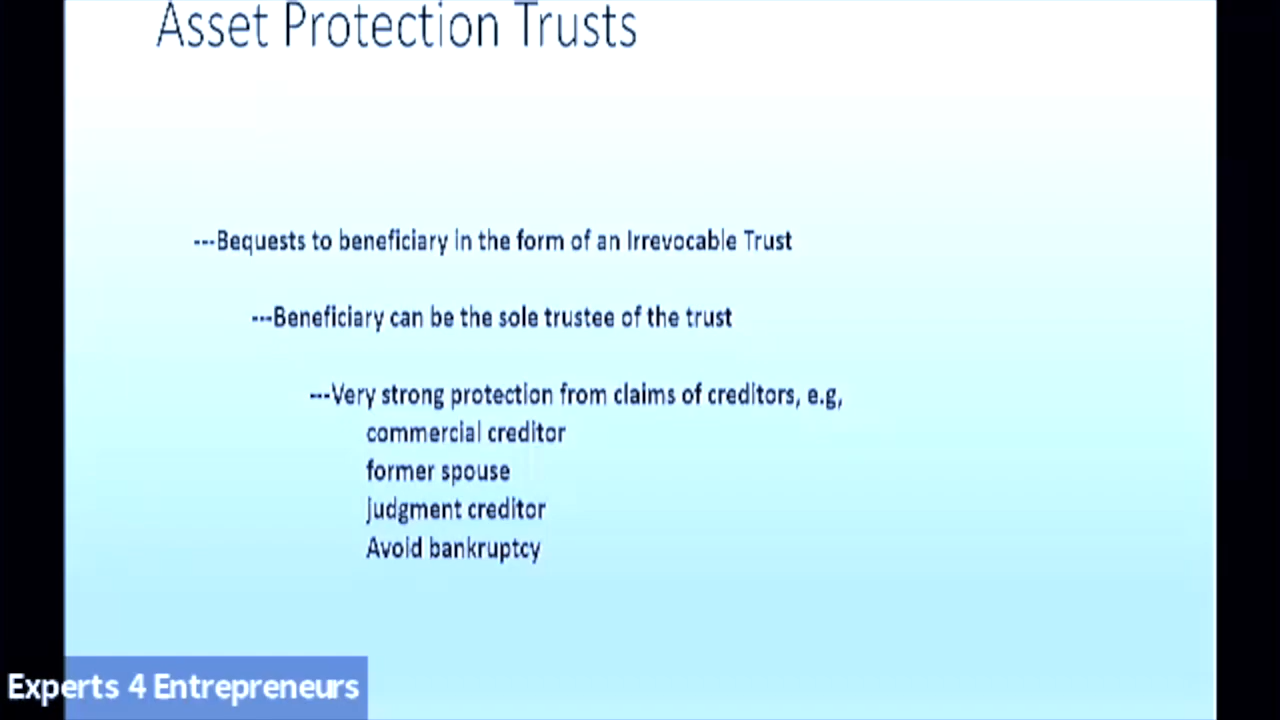 Asset Protection Trusts
---Bequests to beneficiary in the form of an Irrevocable Trust
---Beneficiary can be the sole trustee of the trust
---Very strong protection from claims of creditors, e.g,
commercial creditor
former spouse
judgment creditor
Avoid bankruptcy
Experts 4 Entrepreneurs